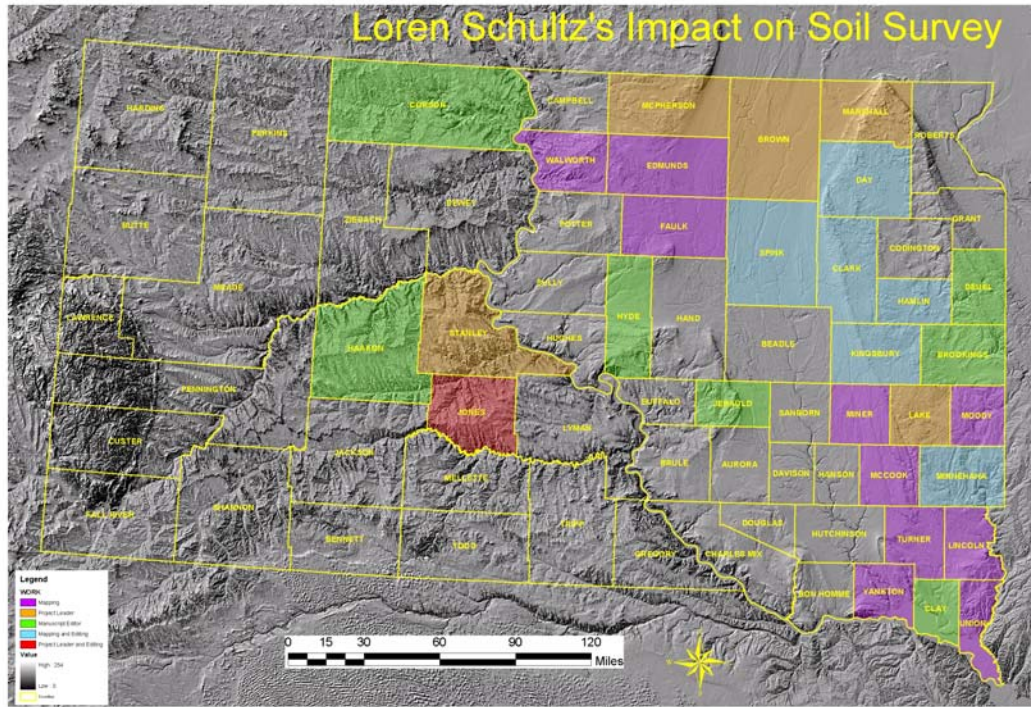 Loren Schultz's Impact on Soil Survey
HARDING
PERKINS
CORSON
CAMPBELL
MCPHERSON
BROWN
MARSHALL
ROBERTS
WALWORTH
EDMUNDS
DAY
BUTTE
ZIEBACH
DEWEY
POTTER
FAULK
SPINK
CLARK
GRANT
CODINGTON
MEADE
SULLY
HYDE
HAND
HAMLIN
DEUEL
LAWRENCE
HAAKON
STANLEY
HUGHES
BEADLE
KINGSBURY
BROOKINGS
PENNINGTON
JONES
LYMAN
BUFFALO
JERAULD
SANBORN
MINER
LAKE
MOODY
CUSTER
JACKSON
MELLETTE
BRULE
AURORA
DAVISON
HANSON
MCCOOK
MINNEHAHA
FALL RIVER
SHANNON
BENNETT
TODD
TRIPP
GREGORY
CHARLES MIX
DOUGLAS
HUTCHINSON
TURNER
LINCOLN
BON HOMME
YANKTON
CLAY
UNION
Legend
WORK
Mapping
Project Leader
Manuscript Editor
Mapping and Editing
Project Leader and Editing
Value
High : 254
Low : 0
0 15 30 60 90 120
Miles